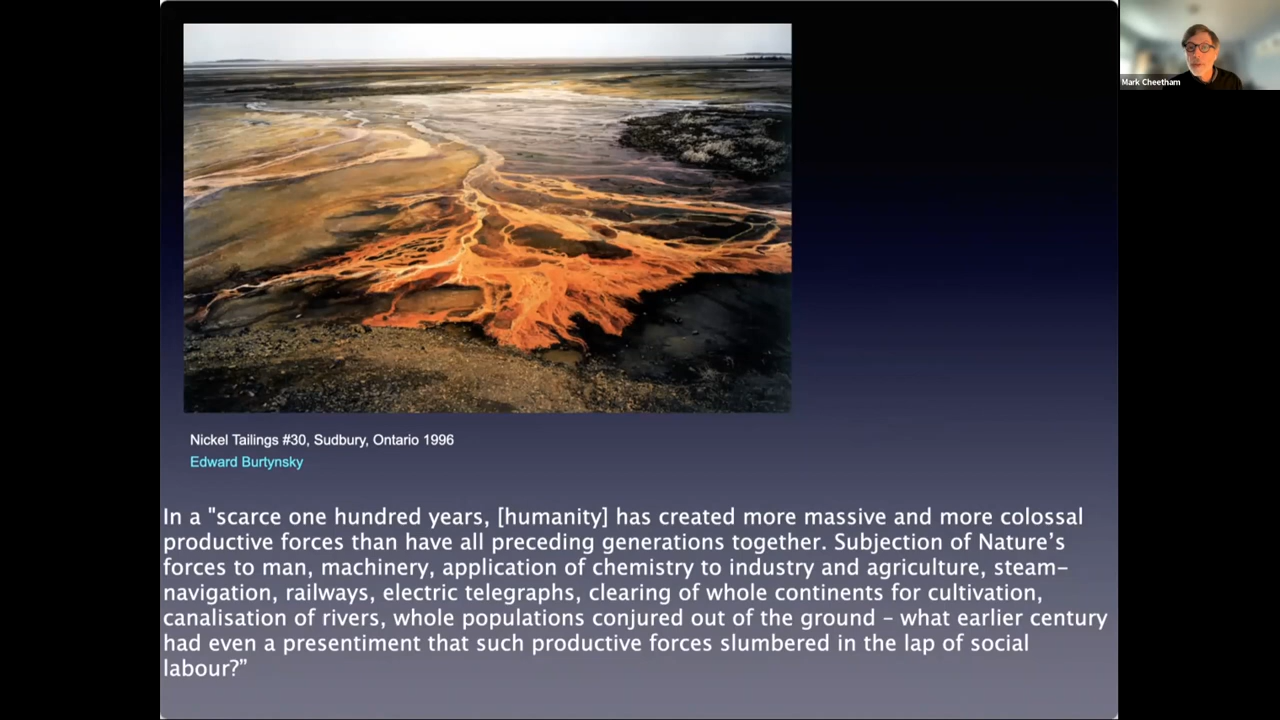 Mark Cheetham
Nickel Tailings #30, Sudbury, Ontario 1996
Edward Burtynsky
In a "scarce one hundred years, [humanity] has created more massive and more colossal
productive forces than have all preceding generations together. Subjection of Nature’s
forces to man, machinery, application of chemistry to industry and agriculture, steam–
navigation, railways, electric telegraphs, clearing of whole continents for cultivation,
canalisation of rivers, whole populations conjured out of the ground – what earlier century
had even a presentiment that such productive forces slumbered in the lap of social
labour?”